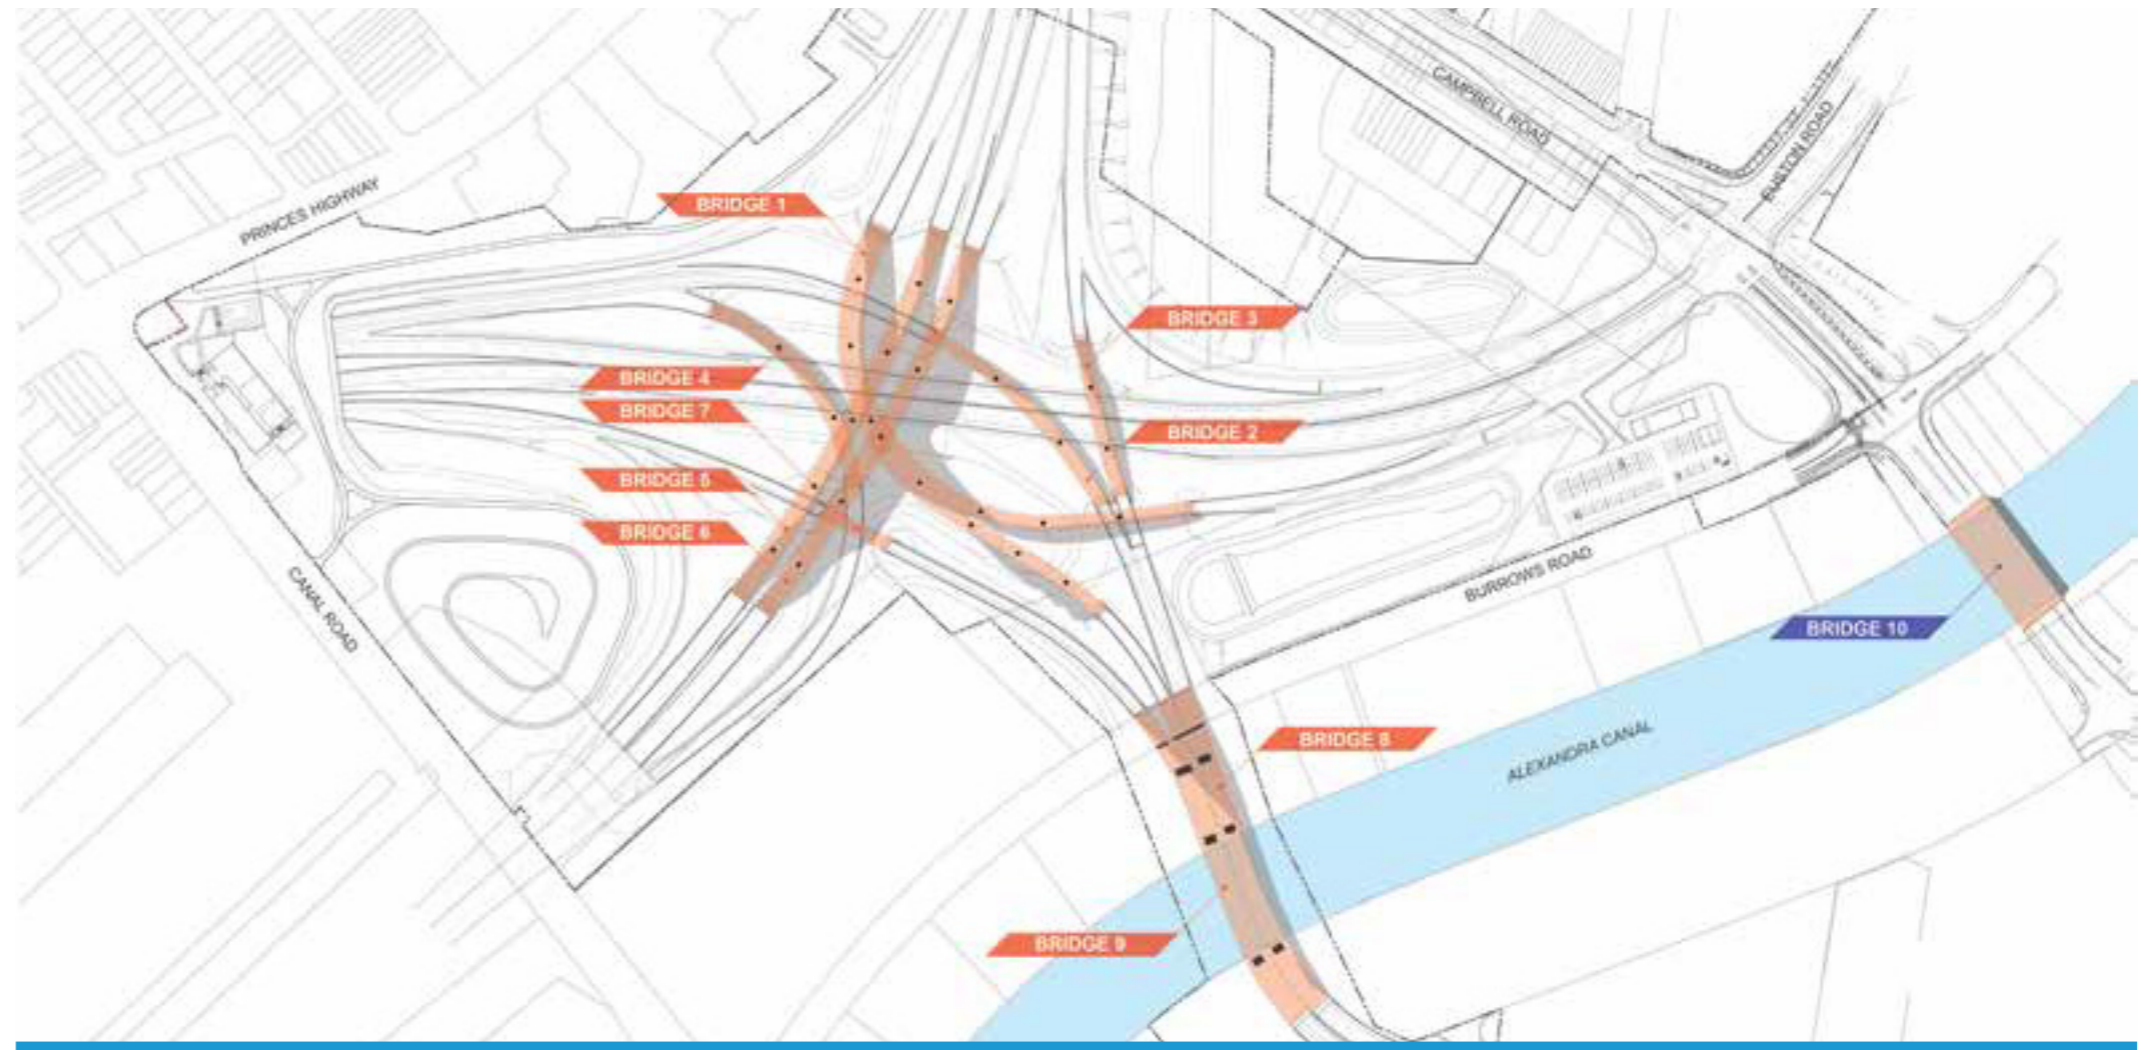 CAMPBELL ROAD
EUSTON ROAD
PRINCES HIGHWAY
BRIDGE 1
BRIDGE 3
BRIDGE 4
BRIDGE 7
BRIDGE 2
BRIDGE 5
BRIDGE 6
BURROWS ROAD
CANAL ROAD
BRIDGE 10
BRIDGE 8
ALEXANDRA CANAL
BRIDGE 9